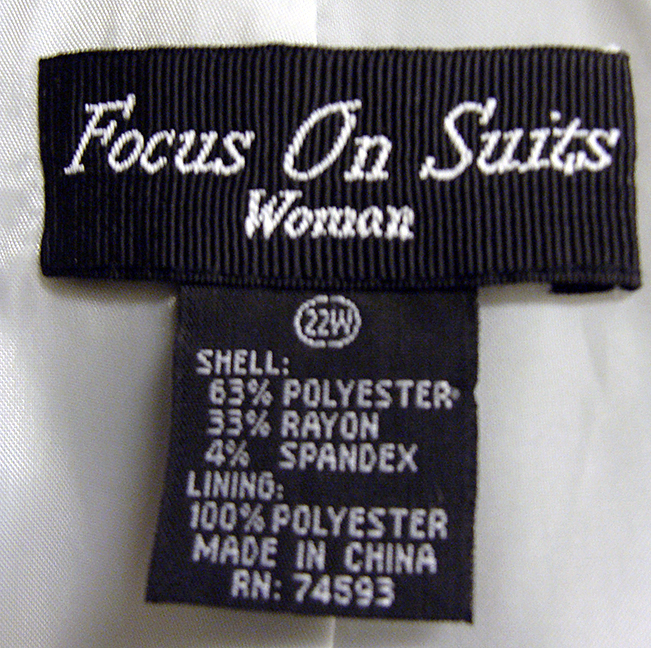 Focus On Suits
Woman
22W
SHELL:
63% POLYESTER
33% RAYON
4% SPANDEX
LINING:
100% POLYESTER
MADE IN CHINA
RN: 74593